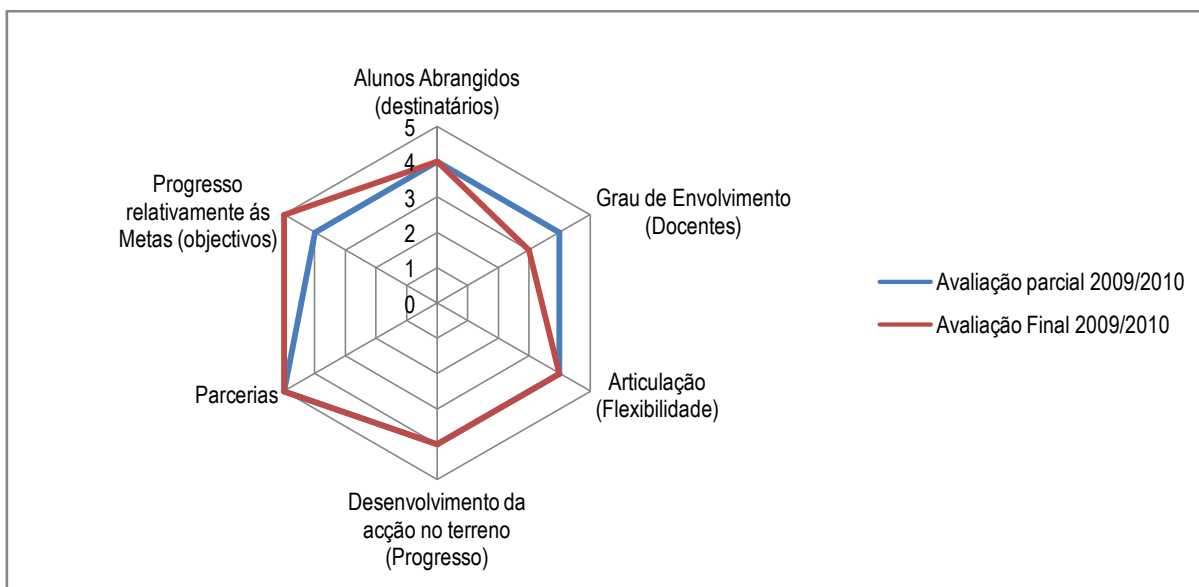 Alunos Abrangidos
(destinatários)
5
4
3
2
1
0
Grau de Envolvimento
(Docentes)
Articulação
(Flexibilidade)
Desenvolvimento da
acção no terreno
(Progresso)
Parcerias
Progresso
relativamente ás
Metas (objectivos)
Avaliação parcial 2009/2010
Avaliação Final 2009/2010